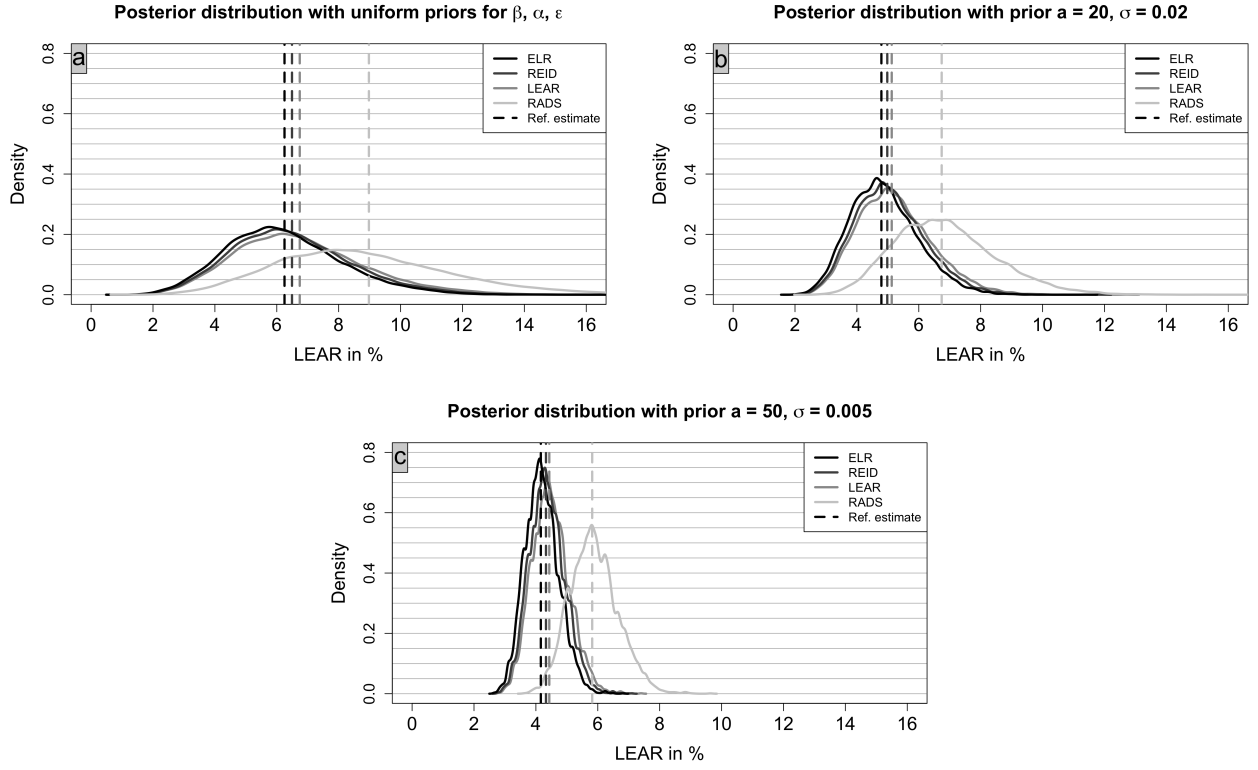 Posterior distribution with uniform priors for β, α, ε
a
ELR
REID
LEAR
RADS
Ref. estimate
Density
0.0 0.2 0.4 0.6 0.8
0 2 4 6 8 10 12 14 16
LEAR in %
Posterior distribution with prior a = 20, σ = 0.02
b
ELR
REID
LEAR
RADS
Ref. estimate
Density
0.0 0.2 0.4 0.6 0.8
0 2 4 6 8 10 12 14 16
LEAR in %
Posterior distribution with prior a = 50, σ = 0.005
c
ELR
REID
LEAR
RADS
Ref. estimate
Density
0.0 0.2 0.4 0.6 0.8
0 2 4 6 8 10 12 14 16
LEAR in %